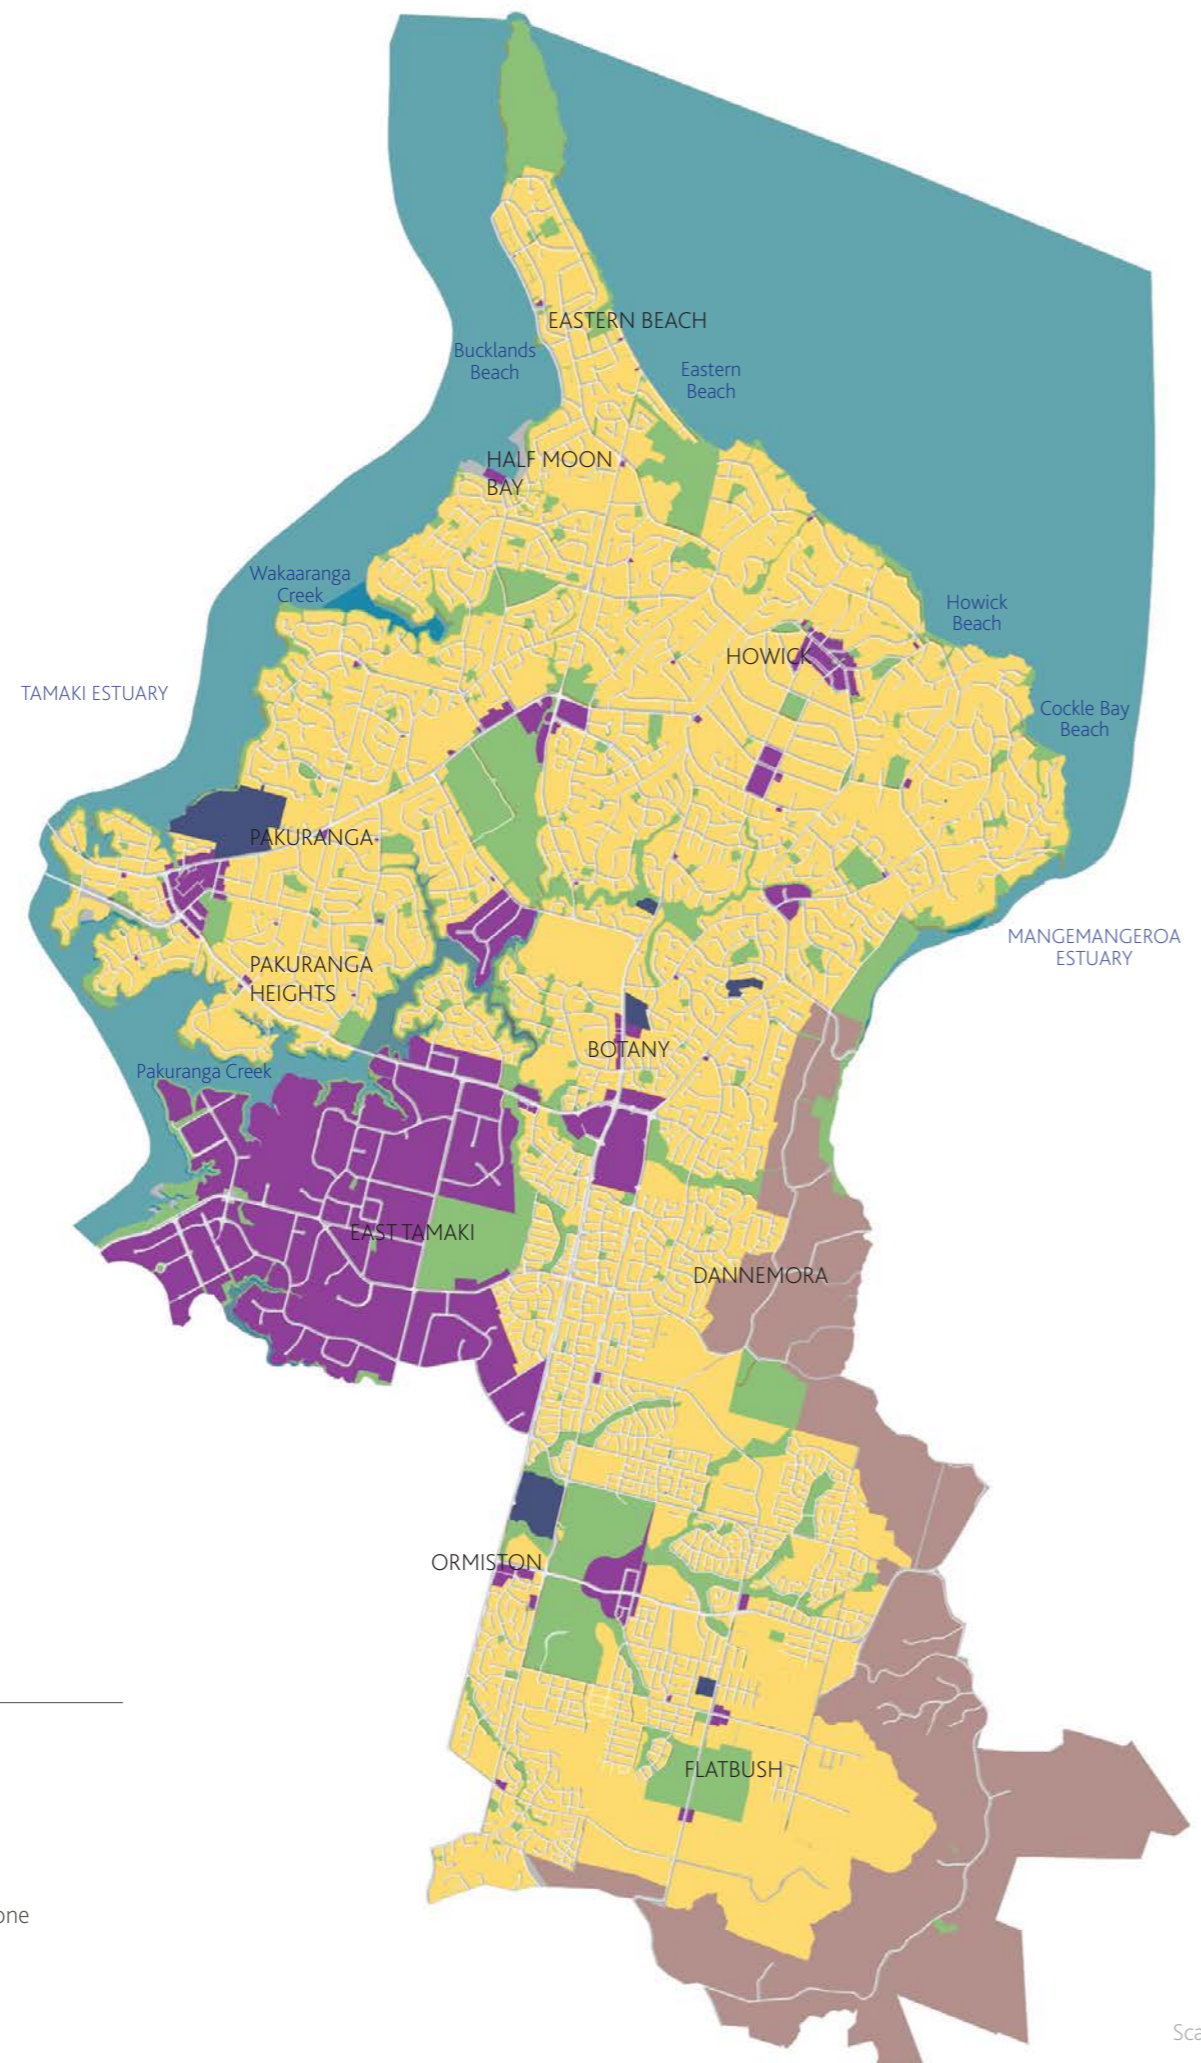 EASTERN BEACH
Bucklands
Beach
Eastern
Beach
HALF MOON
BAY
Wakaaranga
Creek
Howick
Beach
HOWICK
TAMAKI ESTUARY
Cockle Bay
Beach
PAKURANGA
MANGEMANGEROA
ESTUARY
PAKURANGA
HEIGHTS
BOTANY
Pakuranga Creek
EAST TAMAKI
DANNEMORA
ORMISTON
FLATBUSH
one
Sca